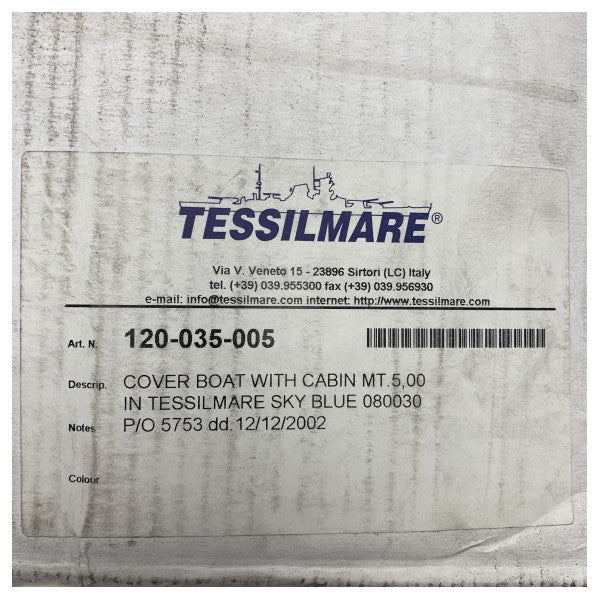 TESSILMARE®
Via V. Veneto 15 - 23896 Sirtori (LC) Italy
tel. (+39) 039.955300 fax (+39) 039.956930
e-mail: info@tessilmare.com internet: http://www.tessilmare.com
Art. N. 120-035-005
Descrip. COVER BOAT WITH CABIN MT.5,00
IN TESSILMARE SKY BLUE 080030
Notes P/O 5753 dd.12/12/2002
Colour